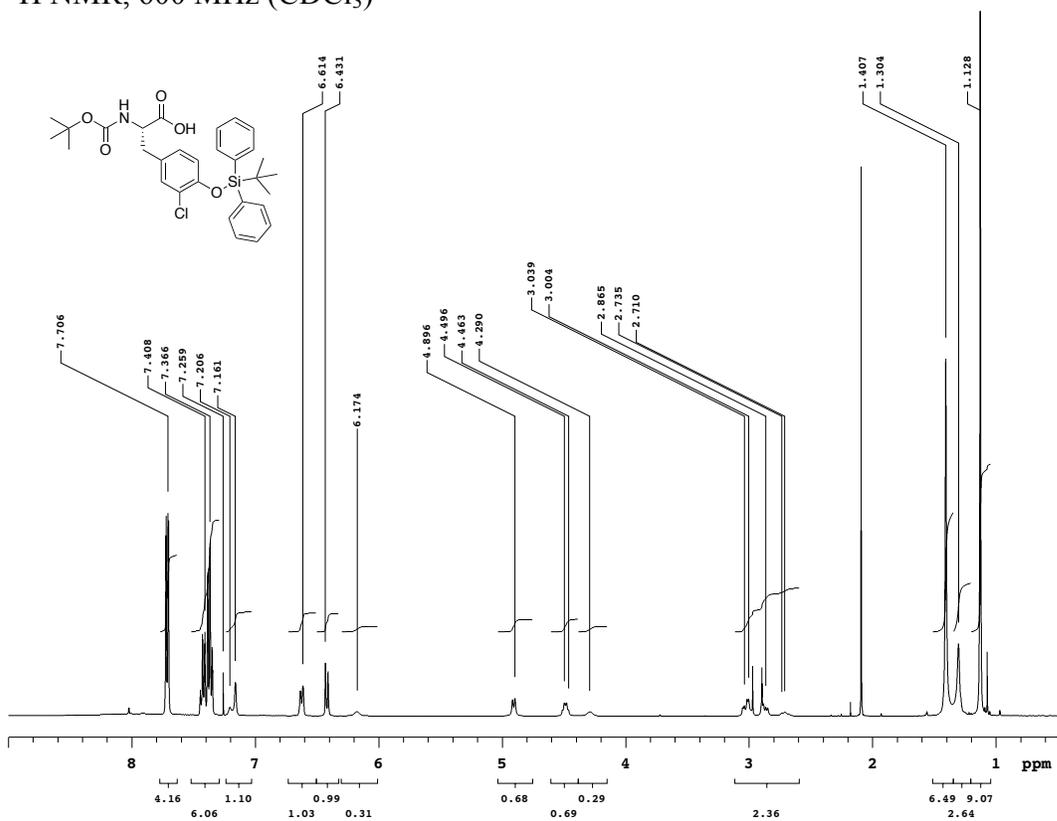 ¹H NMR, 600 MHz (CDCl₃)
6.614
6.431
1.407
1.304
1.128
H
N
O
OH
O
O
O
Si
Cl
3.039
3.004
2.865
2.735
2.710
7.706
7.408
7.366
7.259
7.206
7.161
4.896
4.496
4.463
4.290
6.174
8 7 6 5 4 3 2 1 ppm
4.16 1.10 0.99 0.68 0.29 6.49 9.07
6.06 1.03 0.31 0.69 2.36 2.64